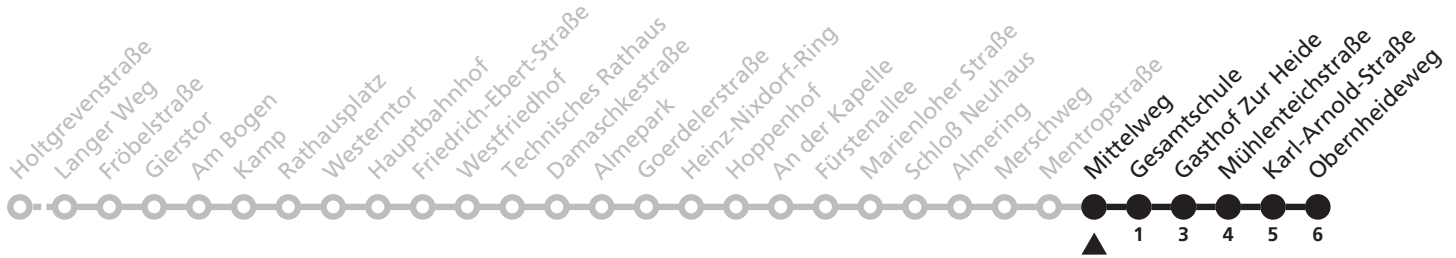 Holtgrevenstraße
Langer Weg
Fröbelstraße
Gierstor
Am Bogen
Kamp
Rathausplatz
Westerntor
Hauptbahnhof
Friedrich-Ebert-Straße
Westfriedhof
Technisches Rathaus
Damaschkestraße
Almepark
Goerdelerstraße
Heinz-Nixdorf-Ring
Hoppenhof
An der Kapelle
Fürstenallee
Marienloher Straße
Schloß Neuhaus
Almering
Merschweg
Mentropstraße
Mittelweg
Gesamtschule
Gasthof Zur Heide
Mühlenteichstraße
Karl-Arnold-Straße
Obernheideweg
1 3 4 5 6